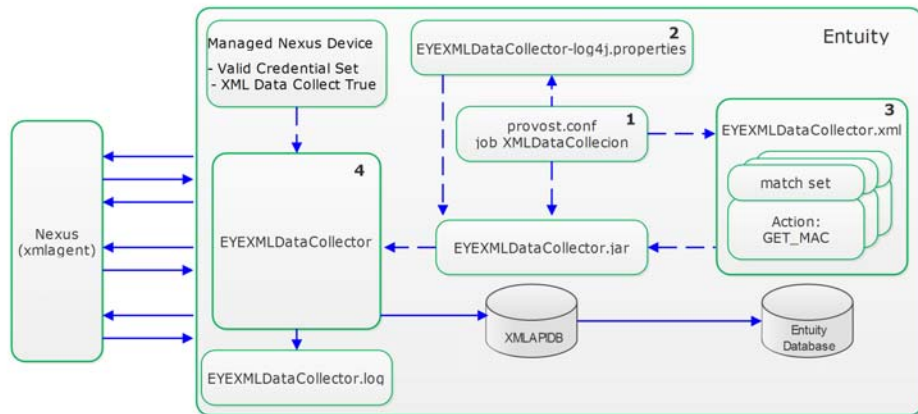 Entuity
Managed Nexus Device
- Valid Credential Set
- XML Data Collect True
2
EYEXMLDataCollector-log4j.properties
1
provost.conf
job XMLDataCollecion
3
EYEXMLDataCollector.xml
match set
Action:
GET_MAC
Nexus
(xmlagent)
4
EYEXMLDataCollector
EYEXMLDataCollector.jar
XMLAPIDB
Entuity
Database
EYEXMLDataCollector.log